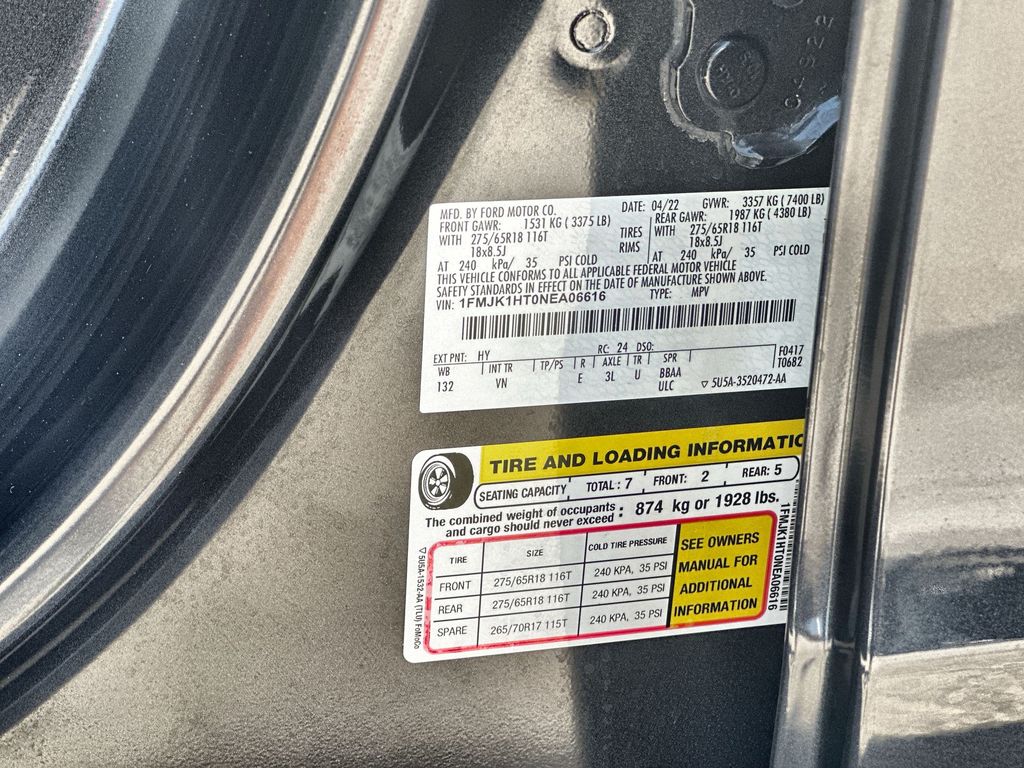 MFD. BY FORD MOTOR CO. DATE: 04/22 GVWR: 3357 KG ( 7400 LB)
FRONT GAWR: 1531 KG ( 3375 LB) REAR GAWR: 1987 KG ( 4380 LB)
WITH 275/65R18 116T TIRES WITH 275/65R18 116T
18x8.5J RIMS 18x8.5J
AT 240 kPa/ 35 PSI COLD AT 240 kPa/ 35 PSI COLD
THIS VEHICLE CONFORMS TO ALL APPLICABLE FEDERAL MOTOR VEHICLE
SAFETY STANDARDS IN EFFECT ON THE DATE OF MANUFACTURE SHOWN ABOVE.
VIN: 1FMJK1HT0NEA06616 TYPE: MPV
EXT PNT: HY RC: 24 DSO: F0417
WB INT TR TP/PS R AXLE TR SPR T0682
132 VN E 3L U BBAA
ULC 5U5A-3520472-AA
TIRE AND LOADING INFORMATIO
SEATING CAPACITY TOTAL : 7 FRONT: 2 REAR: 5
The combined weight of occupants and cargo should never exceed : 874 kg or 1928 lbs.
TIRE SIZE COLD TIRE PRESSURE
FRONT 275/65R18 116T 240 KPA, 35 PSI
REAR 275/65R18 116T 240 KPA, 35 PSI
SPARE 265/70R17 115T 240 KPA, 35 PSI
SEE OWNERS
MANUAL FOR
ADDITIONAL
INFORMATION
5U5A-1532-AA (TLU) FoMoCo
1FMJK1HT0NEA06616